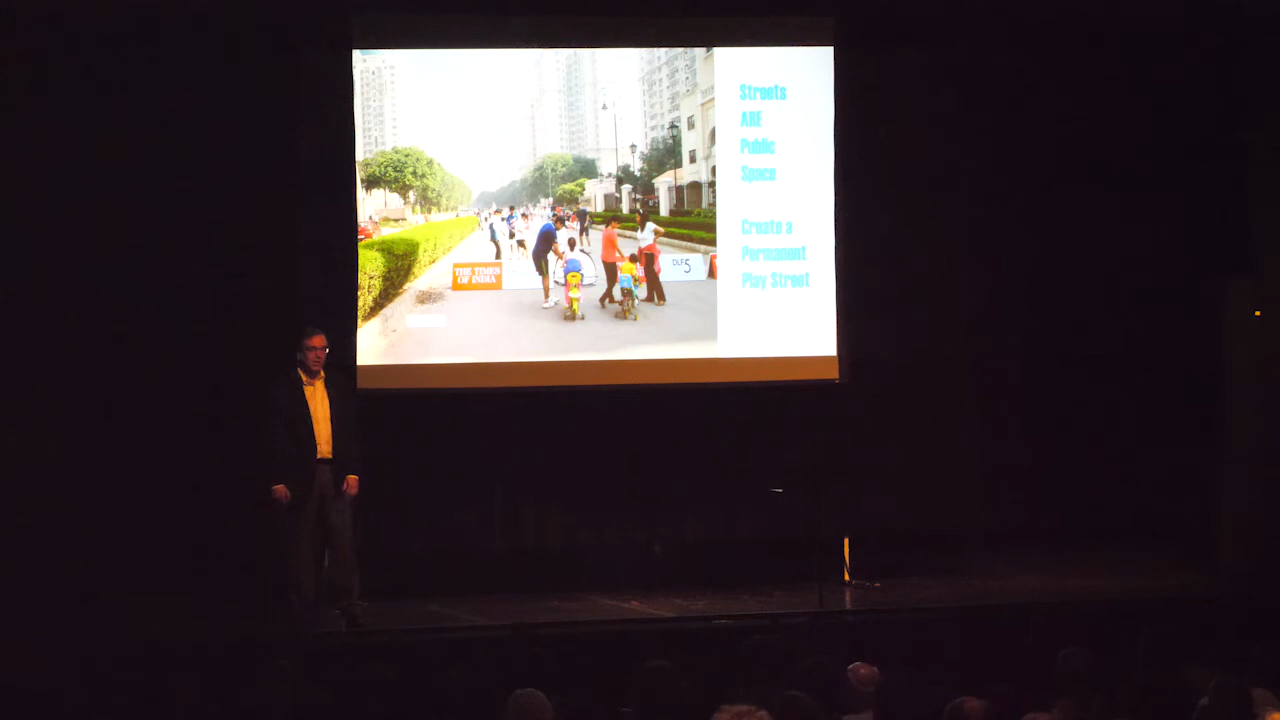 Streets
ARE
Public
Space
Create a
Permanent
Play Street
THE TIMES
OF INDIA
DLF5